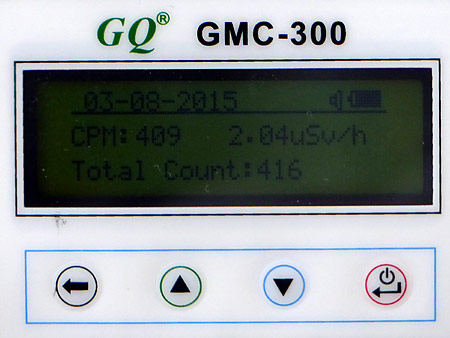 GQ® GMC-300
03-08-2015
CPM:409 2.04uSv/h
Total Count:416